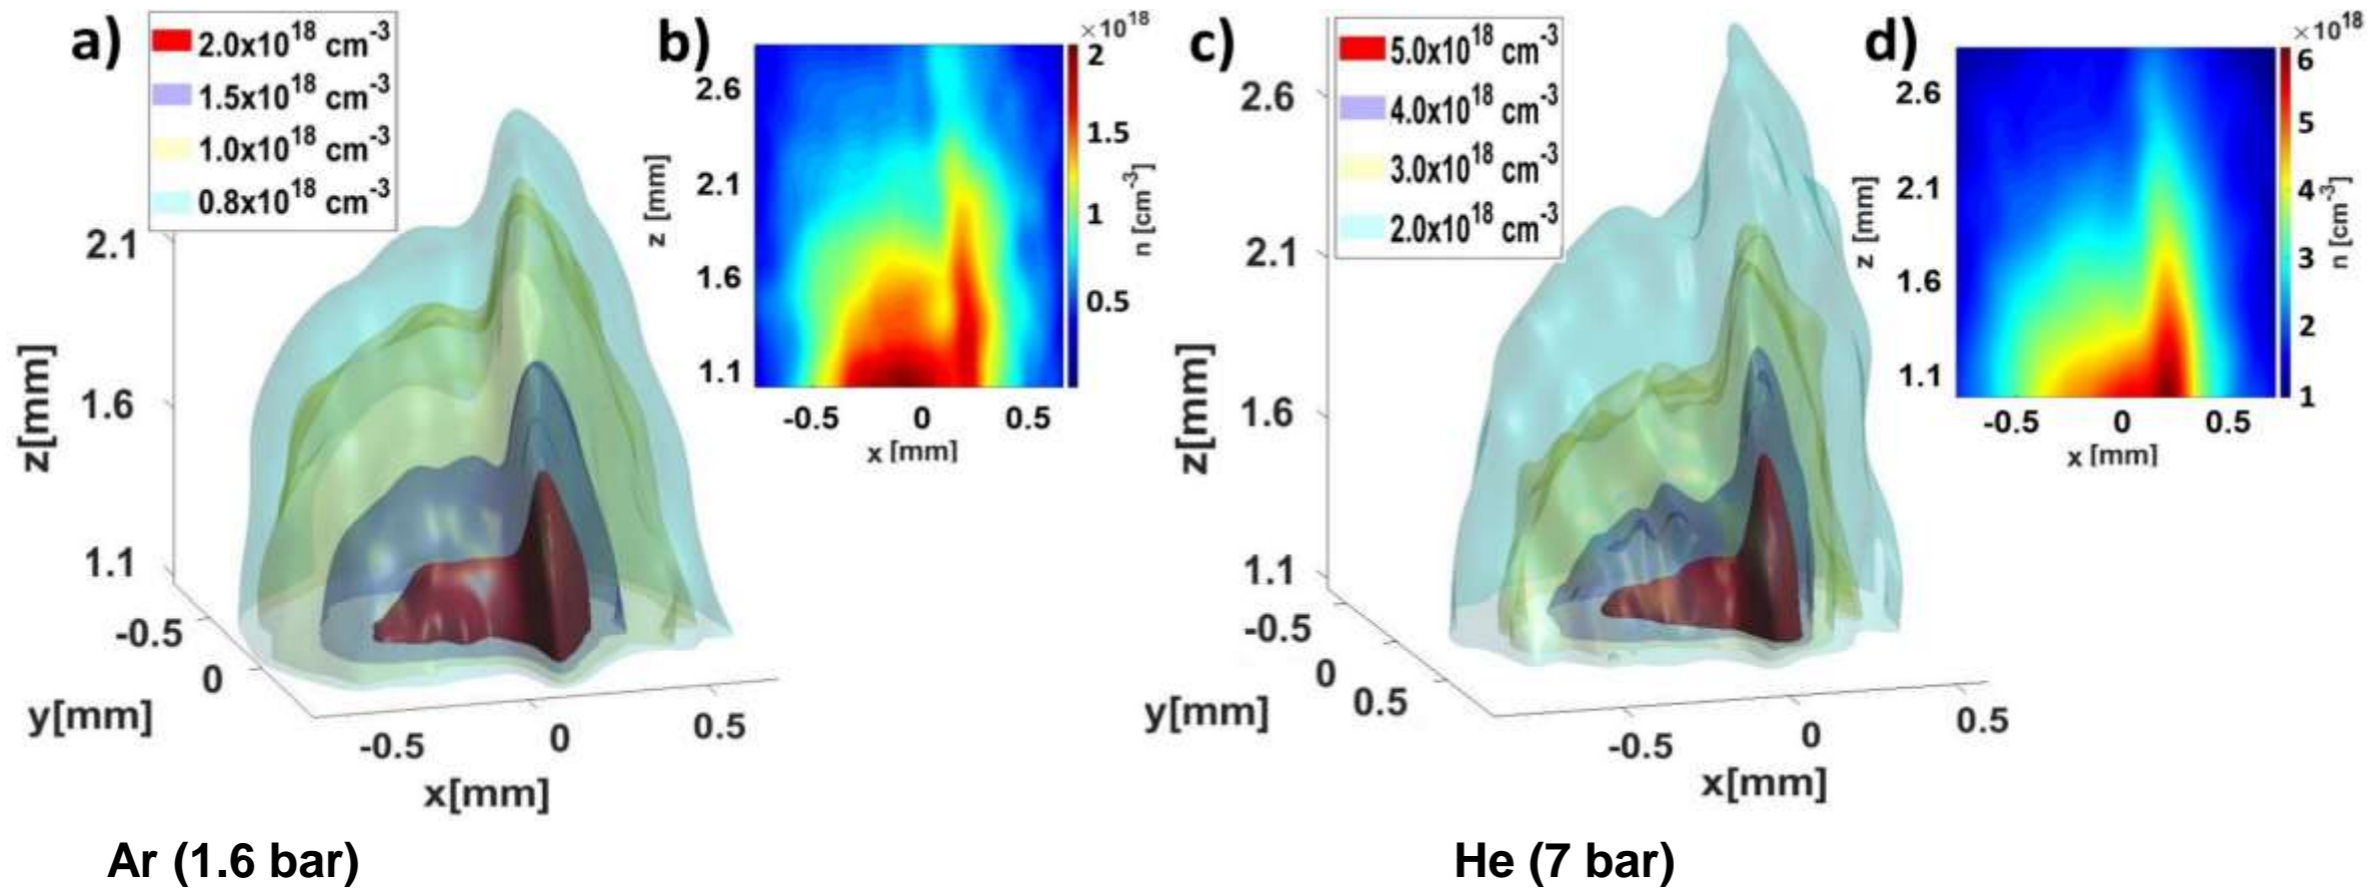 a)
2.0x10^18 cm^-3
1.5x10^18 cm^-3
1.0x10^18 cm^-3
0.8x10^18 cm^-3
2.1
1.6
1.1
z[mm]
-0.5
0
y[mm]
-0.5
0
0.5
x[mm]
b)
2.6
2.1
1.6
1.1
z [mm]
-0.5
0
0.5
x [mm]
×10^18
2
1.5
1
0.5
n [cm^-3]
c)
5.0x10^18 cm^-3
4.0x10^18 cm^-3
3.0x10^18 cm^-3
2.0x10^18 cm^-3
2.6
2.1
1.6
1.1
z[mm]
-0.5
0
0.5
y[mm]
-0.5
0
0.5
x[mm]
d)
2.6
2.1
1.6
1.1
z [mm]
-0.5
0
0.5
x [mm]
×10^18
6
5
4
3
2
1
n [cm^-3]
Ar (1.6 bar)
He (7 bar)